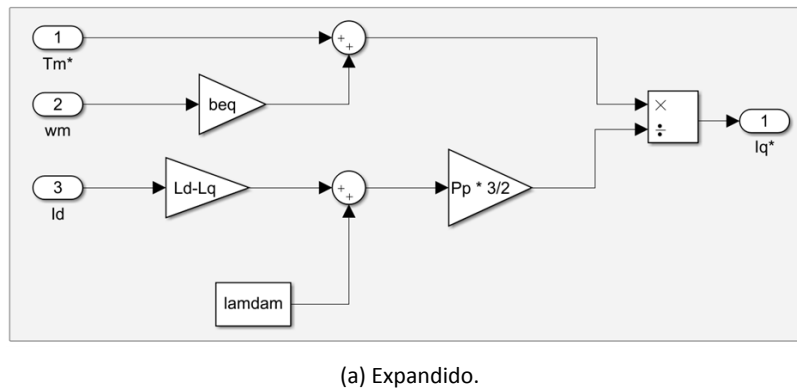 1
Tm*
+
+
beq
2
wm
×
÷
1
Iq*
3
Id
Ld-Lq
+
+
Pp * 3/2
lamdam
(a) Expandido.